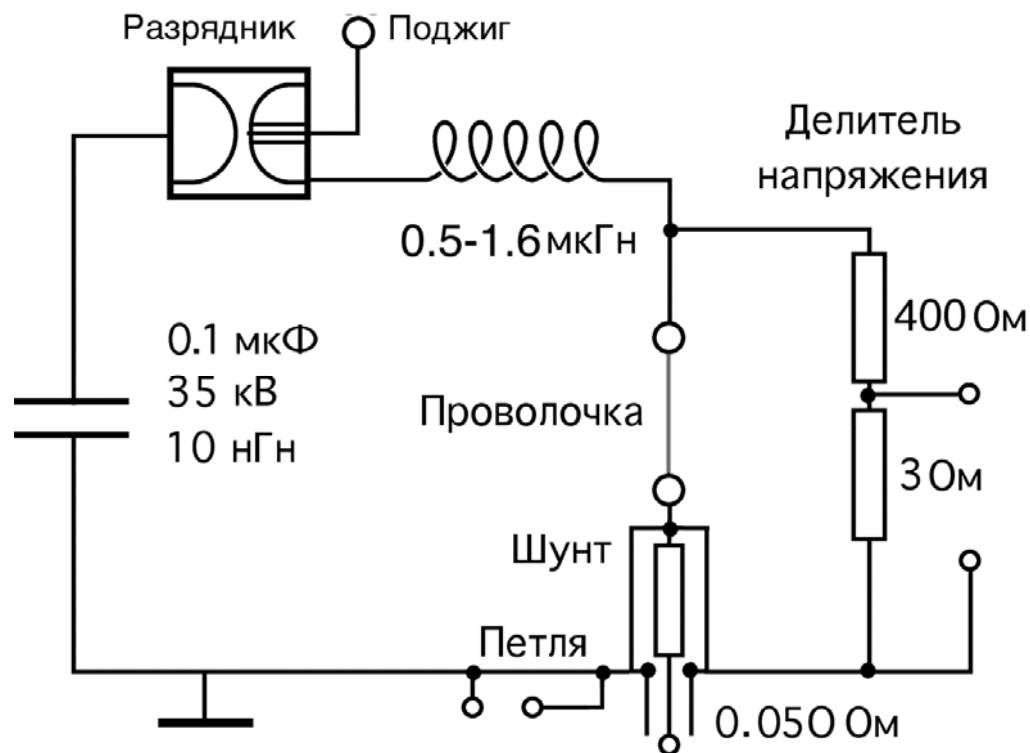 Разрядник
Поджиг
Делитель
напряжения
0.5-1.6 мкГн
400 Ом
0.1 мкФ
35 кВ
10 нГн
Проволочка
3 Ом
Шунт
Петля
0.050 Ом